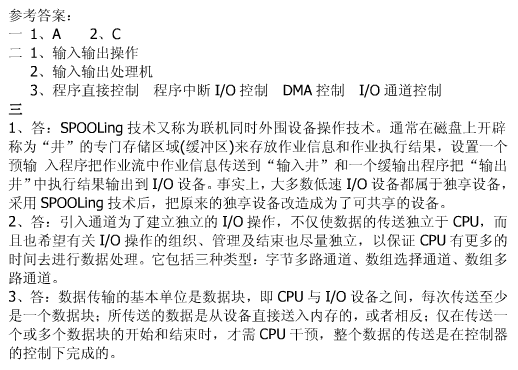 参考答案：
一 1、A 2、C
二 1、输入输出操作
2、输入输出处理机
3、程序直接控制 程序中断 I/O 控制 DMA 控制 I/O 通道控制
三
1、答：SPOOLing 技术又称为联机同时外围设备操作技术。通常在磁盘上开辟
称为“井”的专门存储区域(缓冲区)来存放作业信息和作业执行结果，设置一个
预输 入程序把作业流中作业信息传送到“输入井”和一个缓输出程序把“输出
井”中执行结果输出到 I/O 设备。事实上，大多数低速 I/O 设备都属于独享设备，
采用 SPOOLing 技术后，把原来的独享设备改造成为了可共享的设备。
2、答：引入通道为了建立独立的 I/O 操作，不仅使数据的传送独立于 CPU，而
且也希望有关 I/O 操作的组织、管理及结束也尽量独立，以保证 CPU 有更多的
时间去进行数据处理。它包括三种类型：字节多路通道、数组选择通道、数组多
路通道。
3、答：数据传输的基本单位是数据块，即 CPU 与 I/O 设备之间，每次传送至少
是一个数据块；所传送的数据是从设备直接送入内存的，或者相反；仅在传送一
个或多个数据块的开始和结束时，才需 CPU 干预，整个数据的传送是在控制器
的控制下完成的。